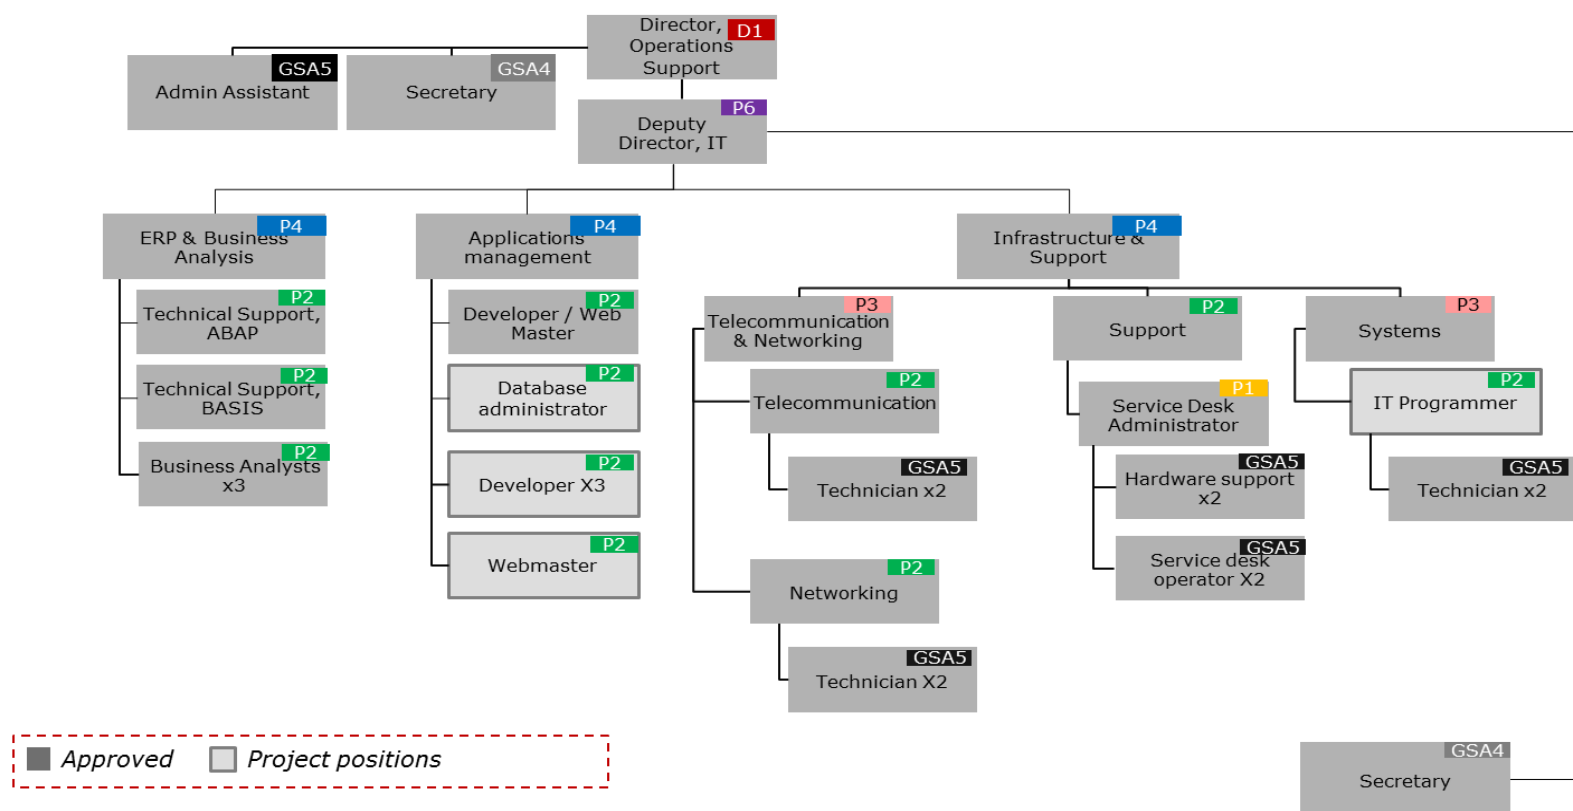 Director,
Operations
Support
D1
GSA5
Admin Assistant
GSA4
Secretary
P6
Deputy
Director, IT
P4
ERP & Business
Analysis
P2
Technical Support,
ABAP
P2
Technical Support,
BASIS
P2
Business Analysts
x3
P4
Applications
management
P2
Developer / Web
Master
P2
Database
administrator
P2
Developer X3
P2
Webmaster
P4
Infrastructure &
Support
P3
Telecommunication
& Networking
P2
Telecommunication
GSA5
Technician x2
P2
Networking
GSA5
Technician X2
P2
Support
P1
Service Desk
Administrator
GSA5
Hardware support
x2
GSA5
Service desk
operator X2
P3
Systems
P2
IT Programmer
GSA5
Technician x2
Approved
Project positions
GSA4
Secretary